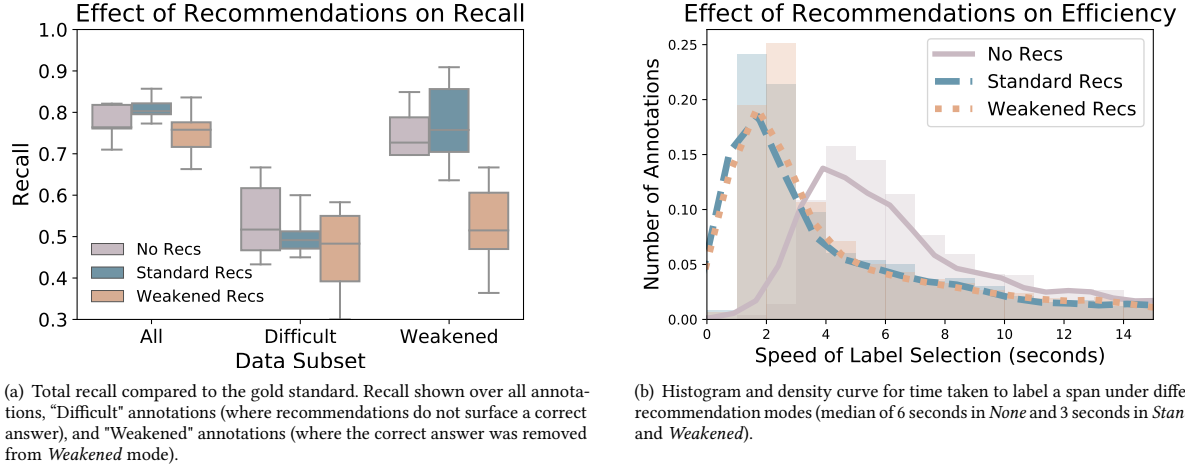 Effect of Recommendations on Recall
1.0
0.9
0.8
0.7
0.6
0.5
0.4
0.3
Recall
No Recs
Standard Recs
Weakened Recs
All
Difficult
Weakened
Data Subset
(a) Total recall compared to the gold standard. Recall shown over all annota-
tions, “Difficult" annotations (where recommendations do not surface a correct
answer), and "Weakened" annotations (where the correct answer was removed
from Weakened mode).
Effect of Recommendations on Efficiency
0.25
0.20
0.15
0.10
0.05
0.00
Number of Annotations
No Recs
Standard Recs
Weakened Recs
0 2 4 6 8 10 12 14
Speed of Label Selection (seconds)
(b) Histogram and density curve for time taken to label a span under diffe
recommendation modes (median of 6 seconds in None and 3 seconds in Stan
and Weakened).